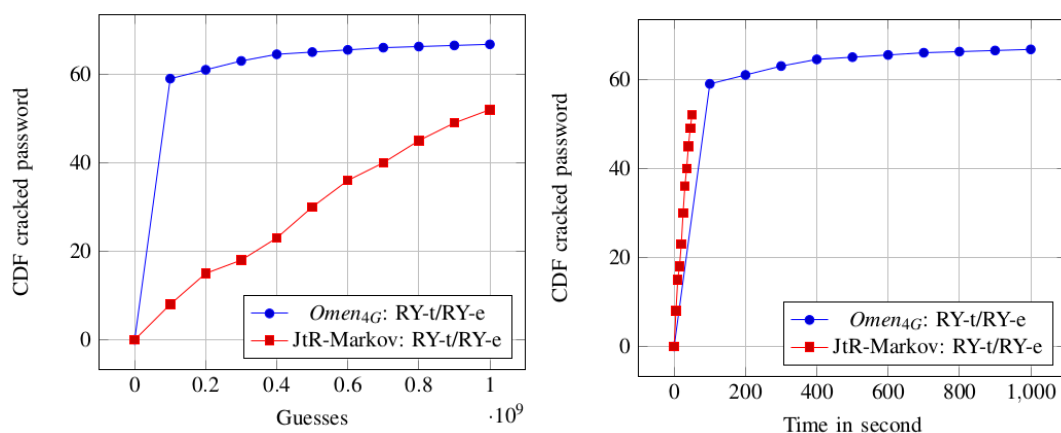 CDF cracked password
60
40
20
0
Omen4G: RY-t/RY-e
JtR-Markov: RY-t/RY-e
0 0.2 0.4 0.6 0.8 1
Guesses ·10^9
CDF cracked password
60
40
20
0
Omen4G: RY-t/RY-e
JtR-Markov: RY-t/RY-e
0 200 400 600 800 1,000
Time in second